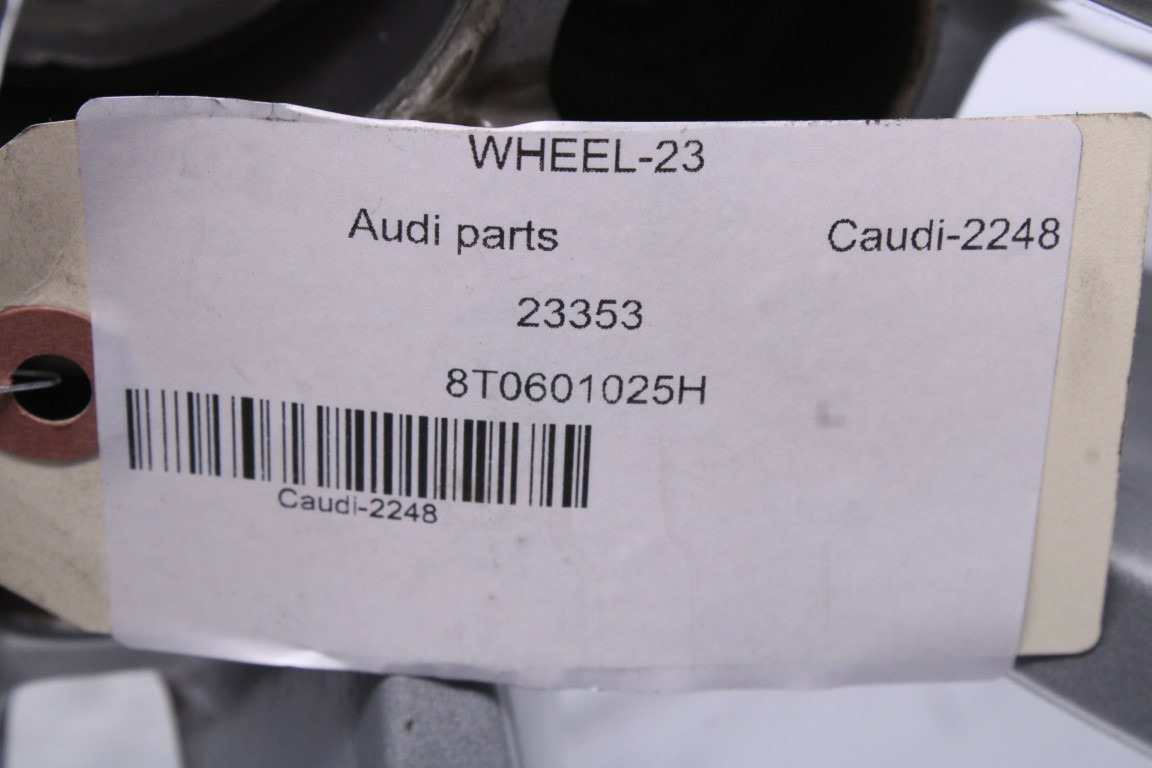 WHEEL-23
Audi parts Caudi-2248
23353
8T0601025H
Caudi-2248